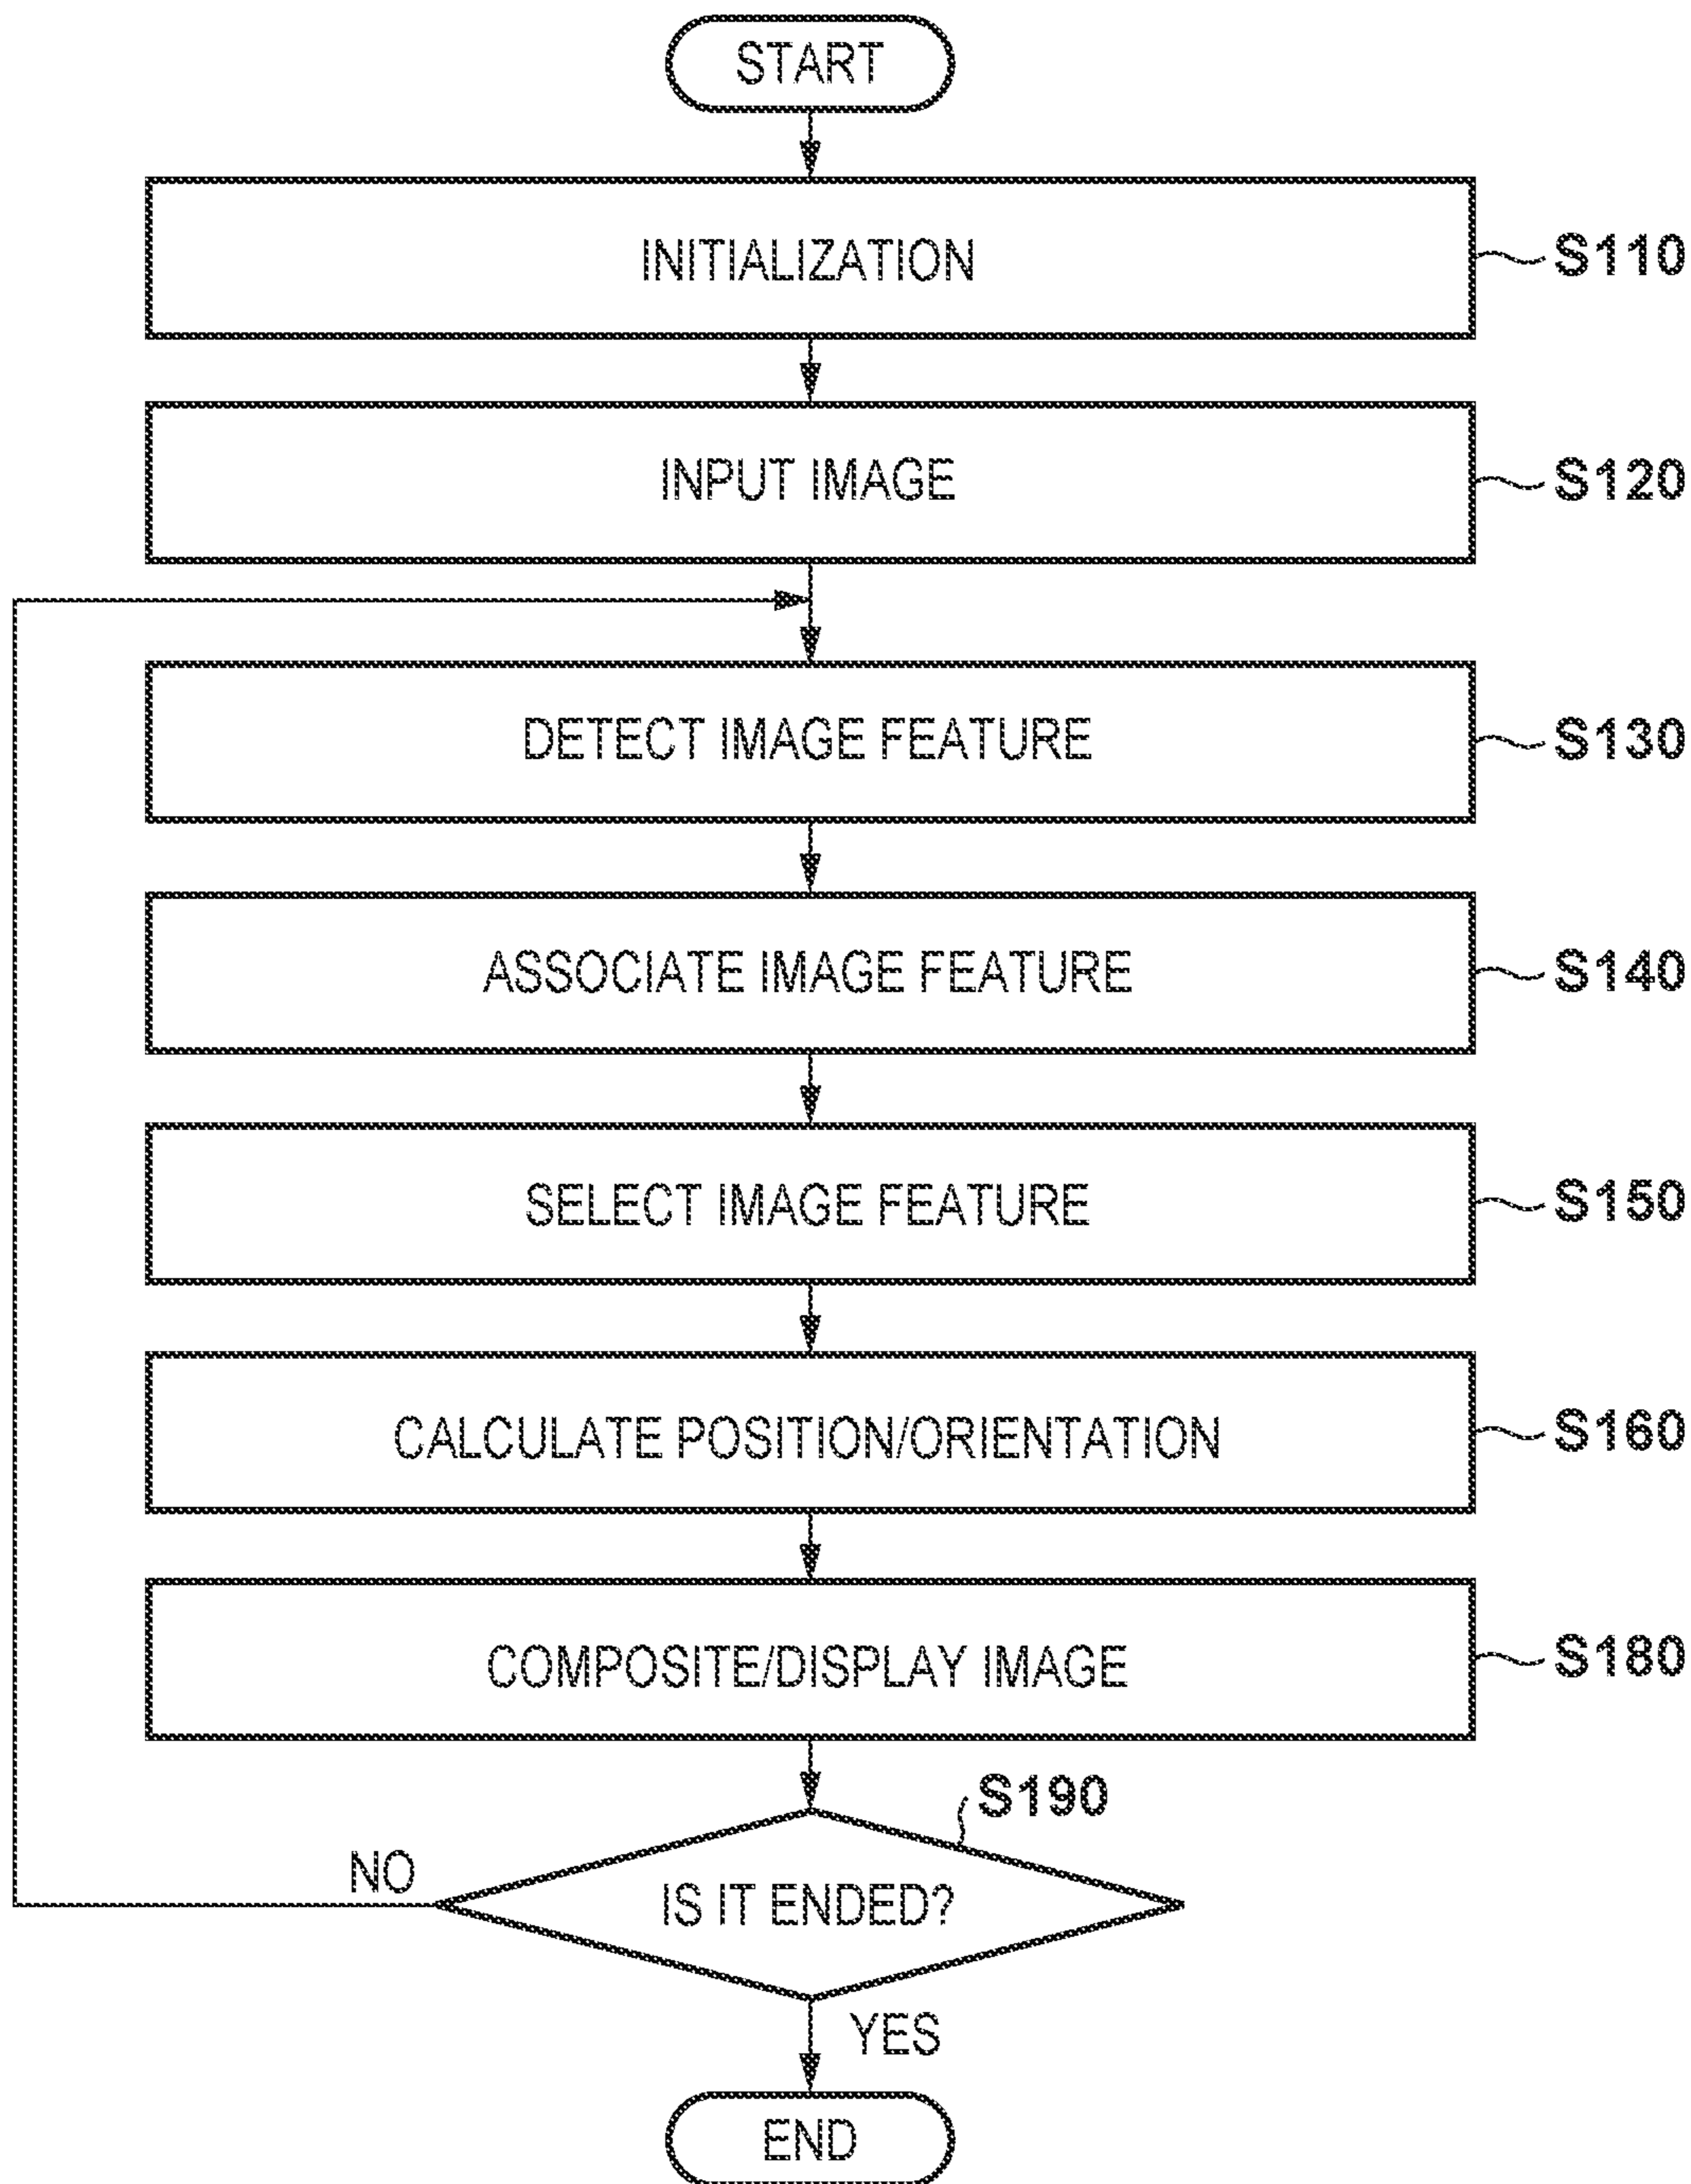 START
INITIALIZATION
S110
INPUT IMAGE
S120
DETECT IMAGE FEATURE
S130
ASSOCIATE IMAGE FEATURE
S140
SELECT IMAGE FEATURE
S150
CALCULATE POSITION/ORIENTATION
S160
COMPOSITE/DISPLAY IMAGE
S180
S190
NO
IS IT ENDED?
YES
END